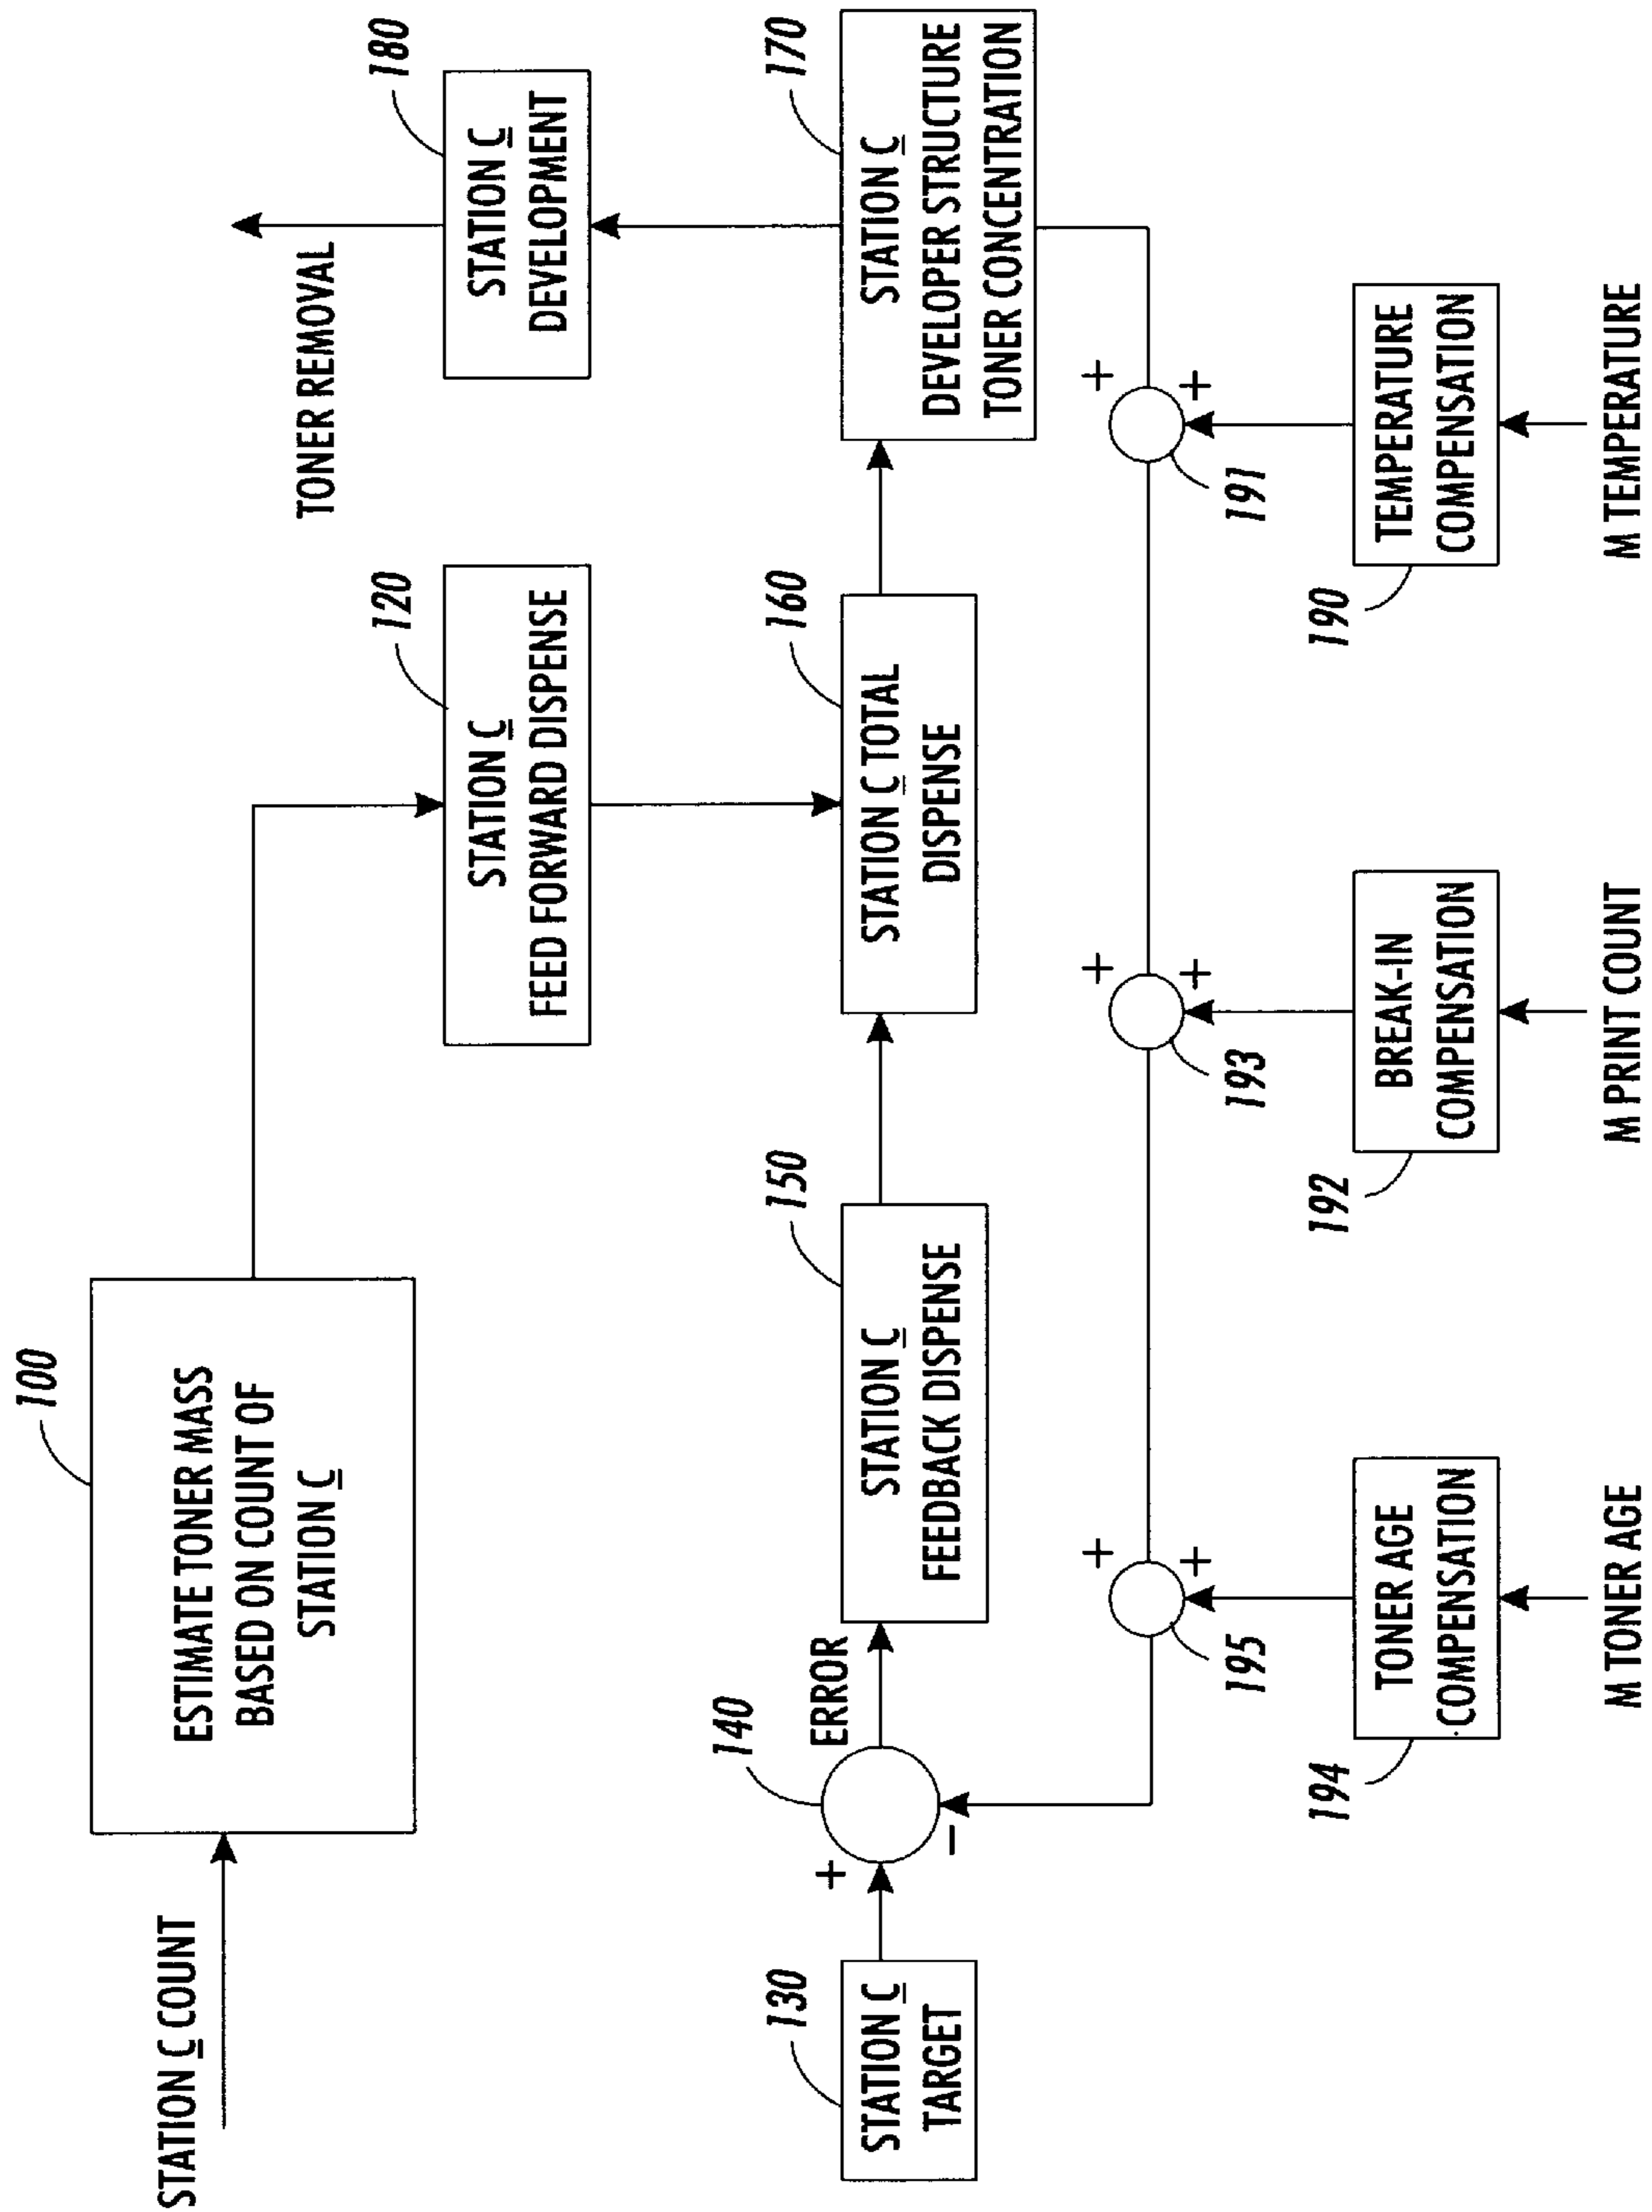 STATION C COUNT
100
ESTIMATE TONER MASS
BASED ON COUNT OF
STATION C
TONER REMOVAL
120
STATION C
FEED FORWARD DISPENSE
180
STATION C
DEVELOPMENT
130
STATION C
TARGET
140
+
−
ERROR
150
STATION C
FEEDBACK DISPENSE
160
STATION C TOTAL
DISPENSE
170
STATION C
DEVELOPER STRUCTURE
TONER CONCENTRATION
+
+
195
+
+
193
+
+
191
194
TONER AGE
COMPENSATION
192
BREAK-IN
COMPENSATION
190
TEMPERATURE
COMPENSATION
M TONER AGE
M PRINT COUNT
M TEMPERATURE